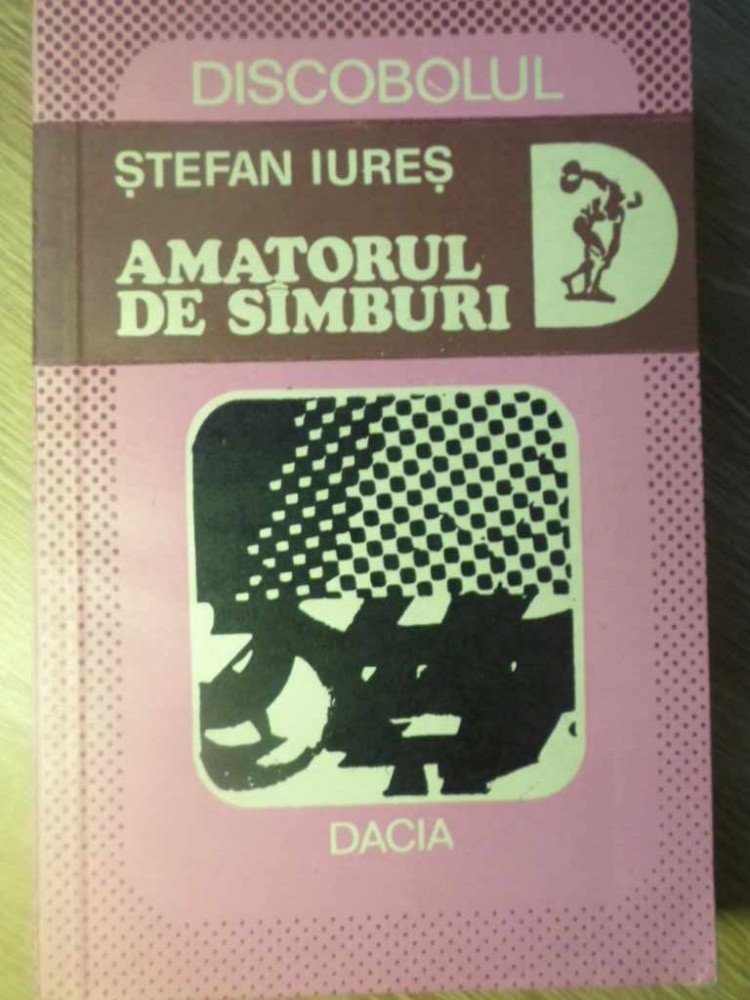 DISCOBOLUL
ȘTEFAN IUREȘ
AMATORUL
DE SÎMBURI
DACIA